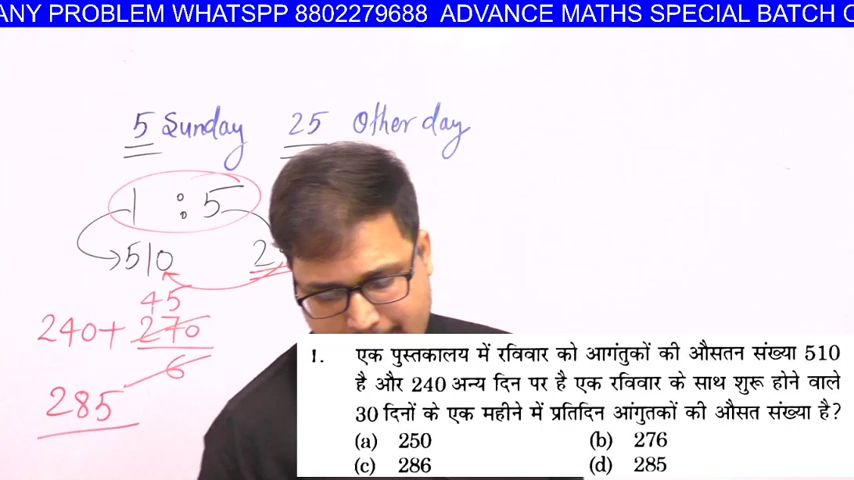 ANY PROBLEM WHATSPP 8802279688 ADVANCE MATHS SPECIAL BATCH
5 Sunday 25 Other day
1 : 5
510 2
45
240+ 270
6
285
1. एक पुस्तकालय में रविवार को आगंतुकों की औसतन संख्या 510
है और 240 अन्य दिन पर है एक रविवार के साथ शुरू होने वाले
30 दिनों के एक महीने में प्रतिदिन आंगुतकों की औसत संख्या है?
(a) 250 (b) 276
(c) 286 (d) 285